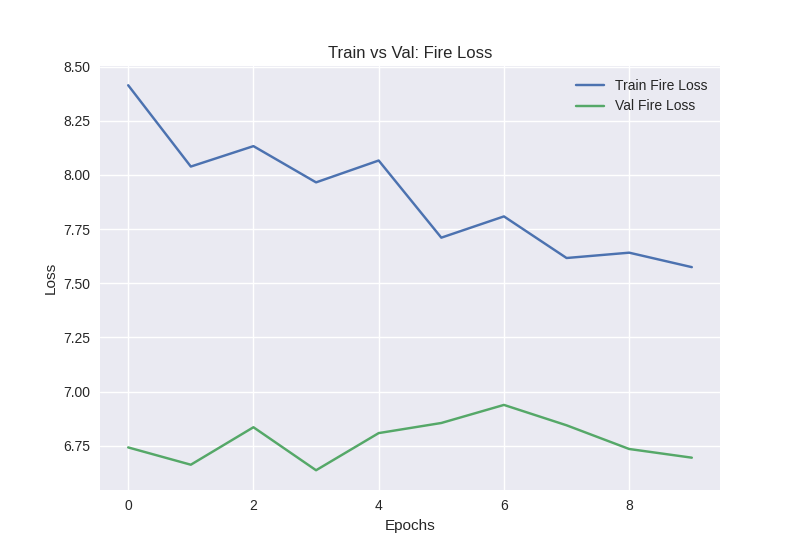 Train vs Val: Fire Loss
Train Fire Loss
Val Fire Loss
8.50
8.25
8.00
7.75
7.50
7.25
7.00
6.75
Loss
0 2 4 6 8
Epochs